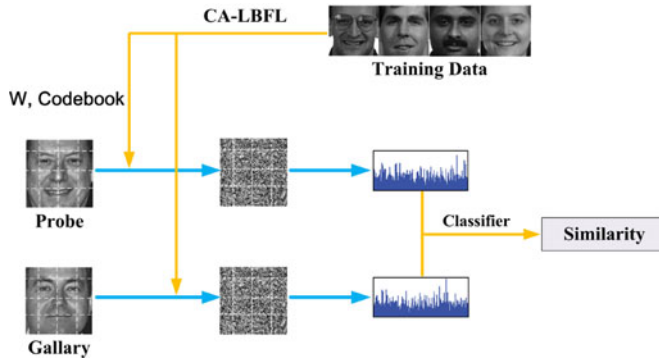 CA-LBFL
Training Data
W, Codebook
Probe
Classifier
Similarity
Gallary